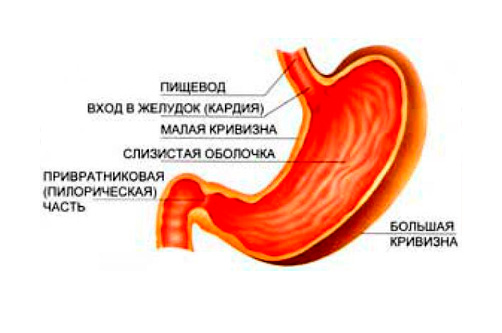 ПИЩЕВОД
ВХОД В ЖЕЛУДОК (КАРДИЯ)
МАЛАЯ КРИВИЗНА
СЛИЗИСТАЯ ОБОЛОЧКА
ПРИВРАТНИКОВАЯ
(ПИЛОРИЧЕСКАЯ)
ЧАСТЬ
БОЛЬШАЯ
КРИВИЗНА